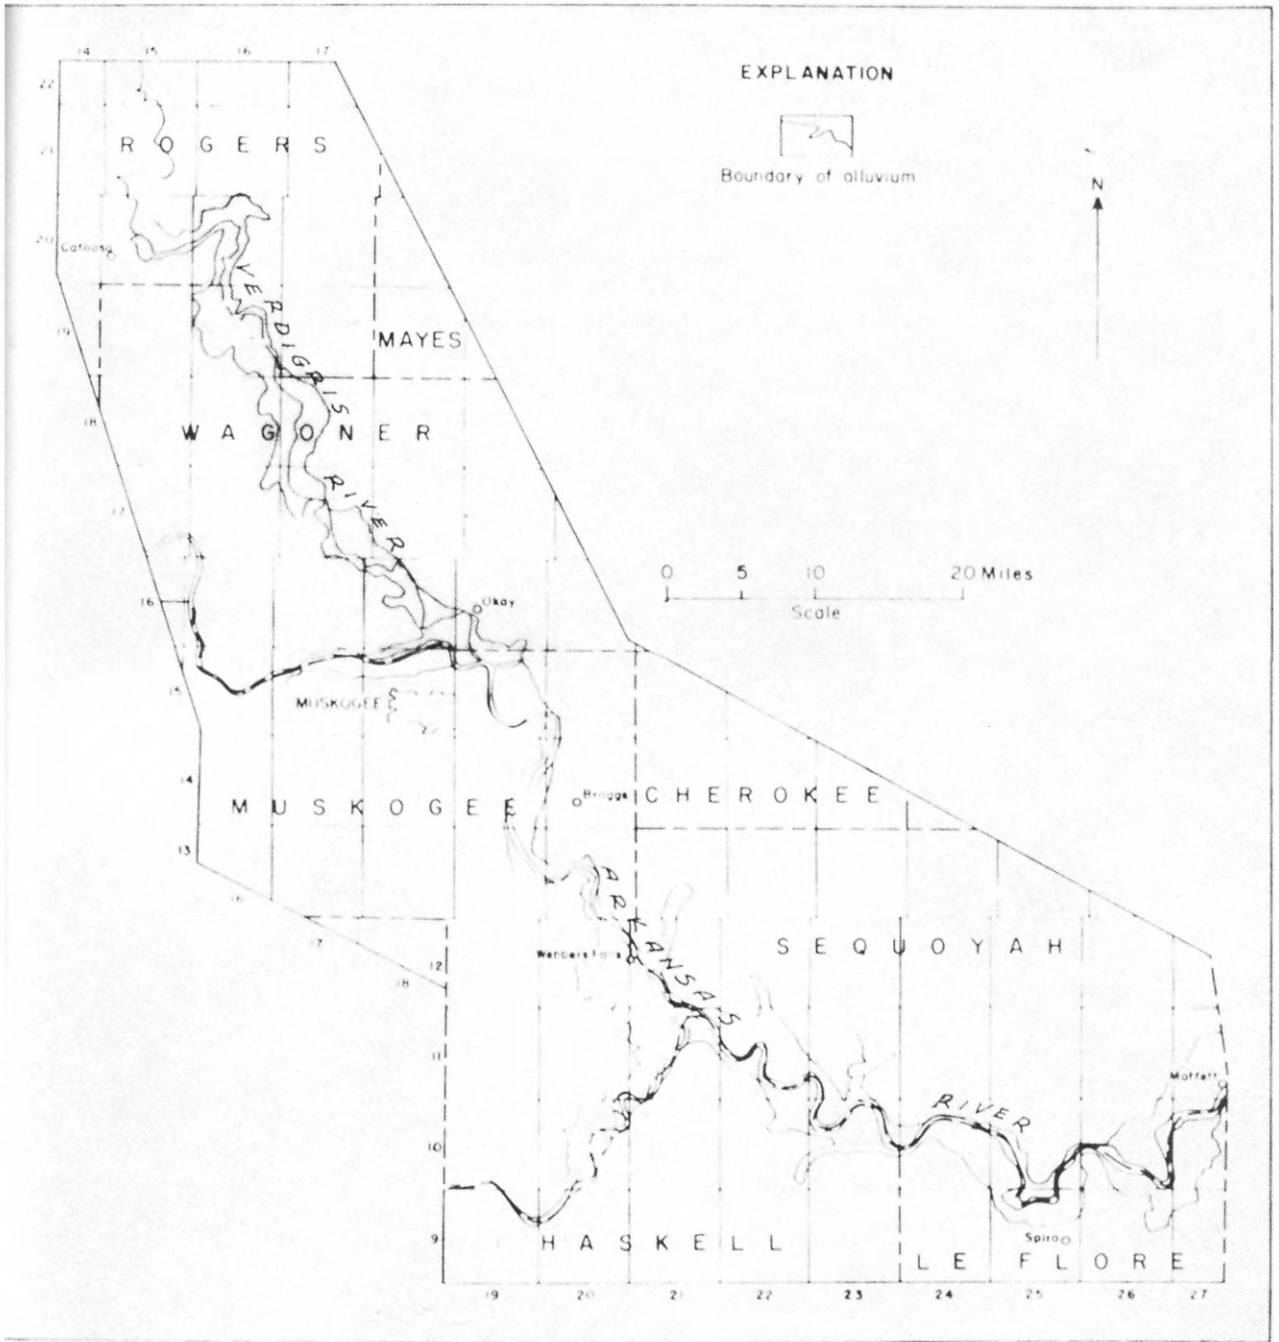 14 15 16 17
22
EXPLANATION
21
ROGERS
Boundary of alluvium
N
20
Catoosa
VERDIGRIS
19
MAYES
18
WAGONER
RIVER
17
0 5 10 20 Miles
Scale
16
Okay
15
MUSKOGEE
14
MUSKOGEE
Braggs
CHEROKEE
13
16
ARKANSAS
17
SEQUOYAH
Webbers Falls
12
18
11
Moffett
RIVER
10
9
HASKELL
Spiro
LE FLORE
19 20 21 22 23 24 25 26 27